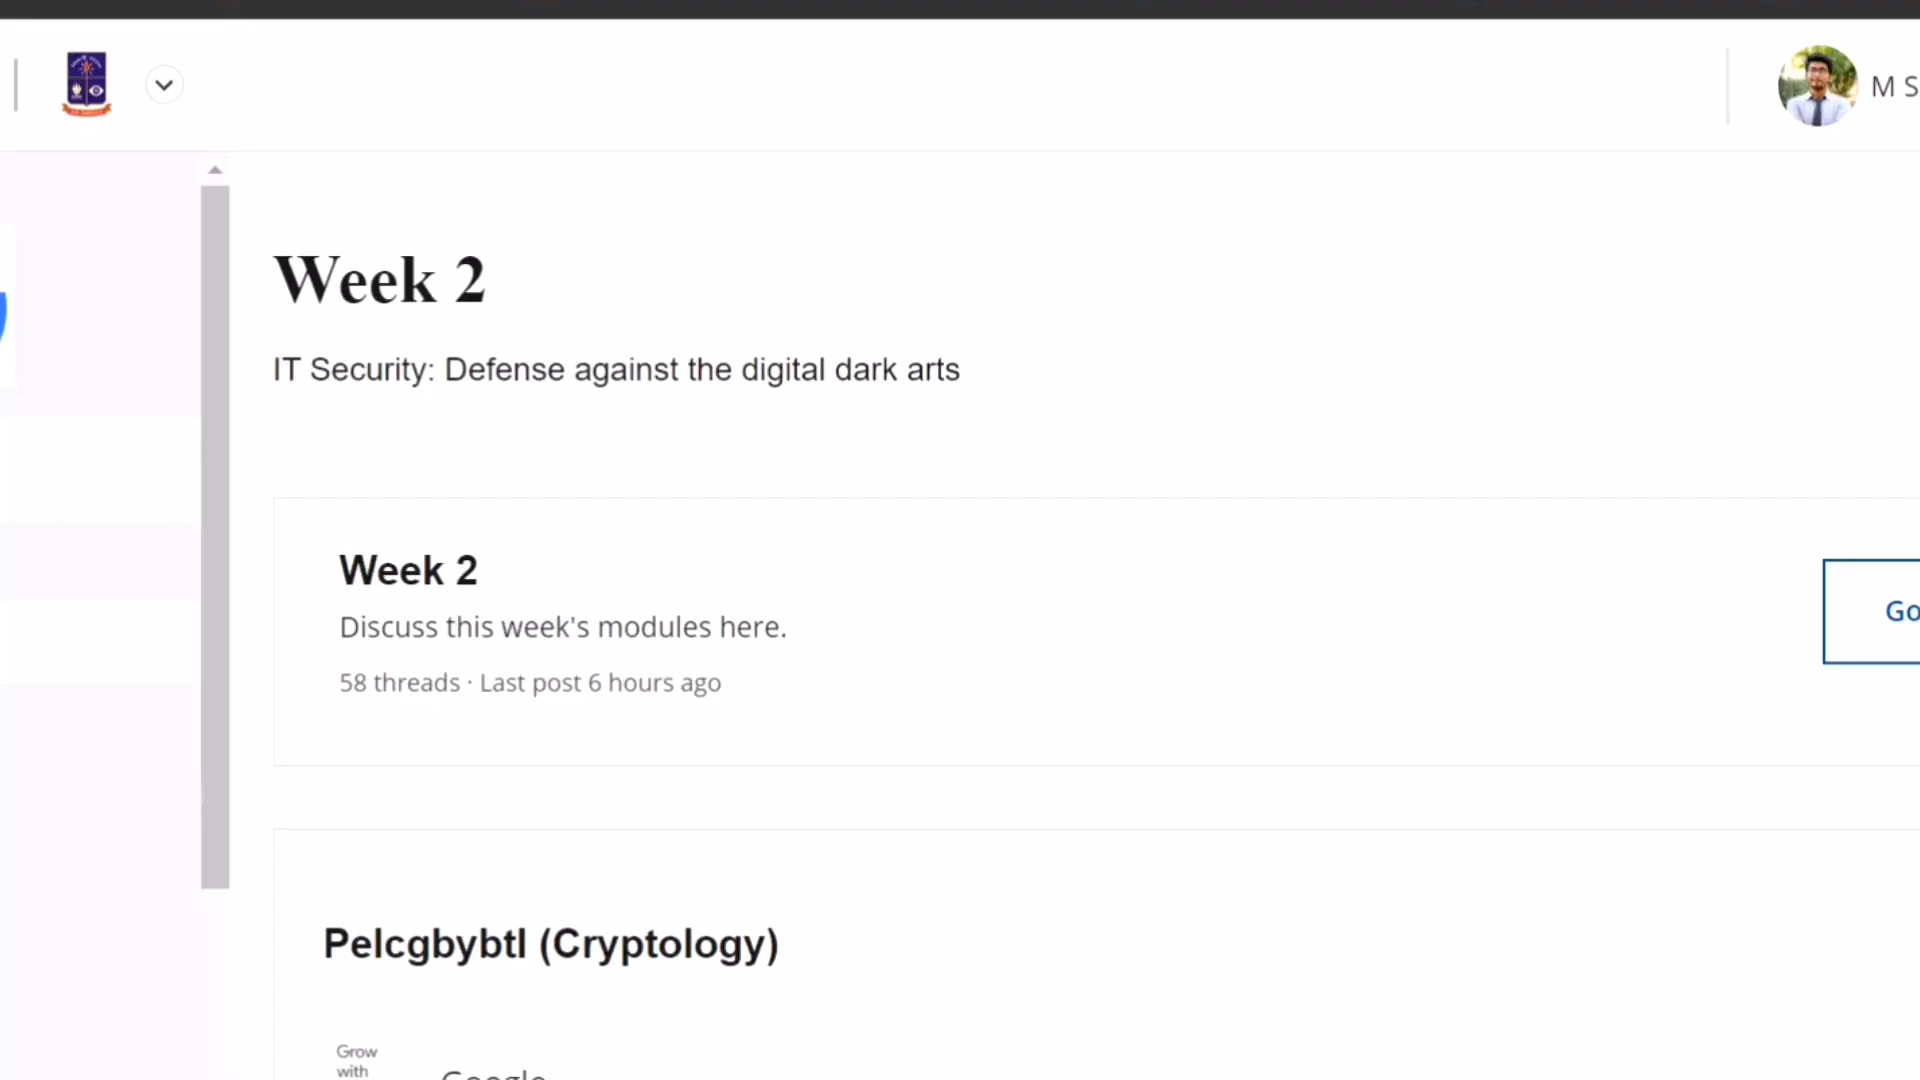 M S
Week 2
IT Security: Defense against the digital dark arts
Week 2
Discuss this week's modules here.
58 threads · Last post 6 hours ago
Go
Pelcgbybtl (Cryptology)
Grow
with
Google